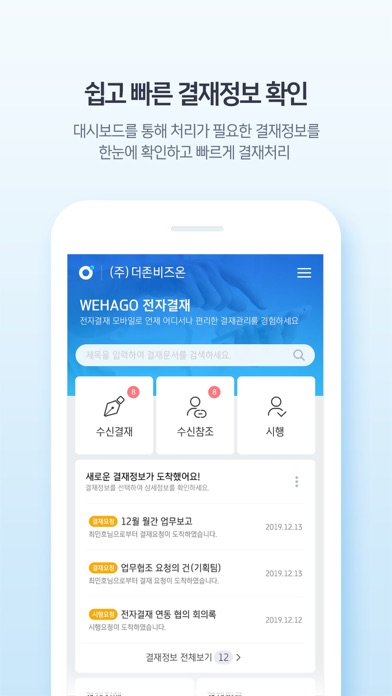 쉽고 빠른 결재정보 확인
대시보드를 통해 처리가 필요한 결재정보를
한눈에 확인하고 빠르게 결재처리
(주) 더존비즈온
WEHAGO 전자결재
전자결재 모바일로 언제 어디서나 편리한 결재관리를 경험하세요
제목을 입력하여 결재문서를 검색하세요.
8
8
수신결재
수신참조
시행
새로운 결재정보가 도착했어요!
결재정보를 선택하여 상세정보를 확인하세요.
결재요청 12월 월간 업무보고
2019.12.13
최민호님으로부터 결재요청이 도착하였습니다.
결재요청 업무협조 요청의 건(기획팀)
2019.12.13
최민호님으로부터 결재 요청이 도착하였습니다.
시행요청 전자결재 연동 협의 회의록
2019.12.12
시행요청이 도착하였습니다.
결재정보 전체보기 12 >